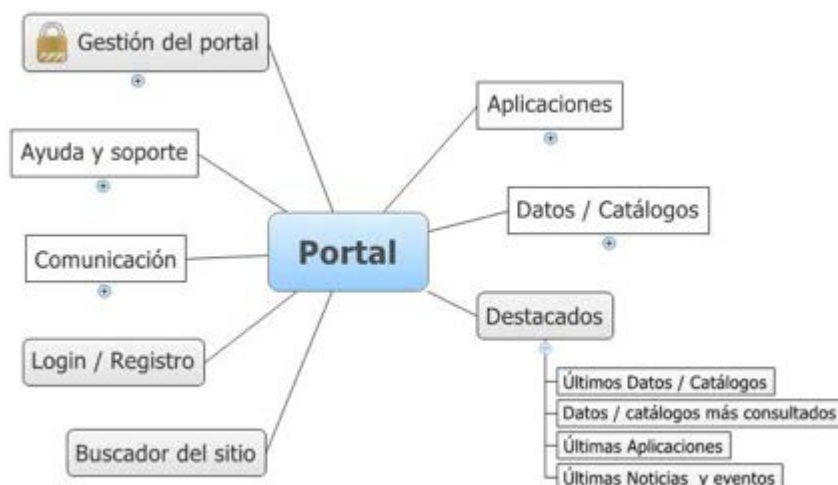 Gestión del portal
Aplicaciones
Ayuda y soporte
Datos / Catálogos
Portal
Comunicación
Destacados
Login / Registro
Últimos Datos / Catálogos
Datos / catálogos más consultados
Últimas Aplicaciones
Últimas Noticias y eventos
Buscador del sitio